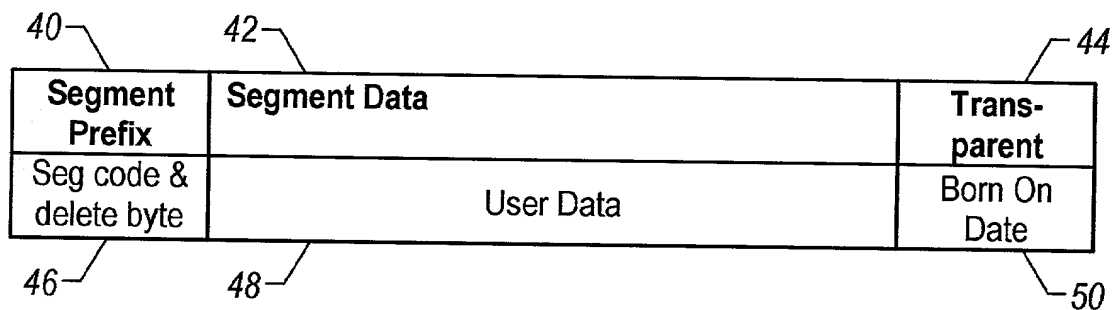 40
42
44
Segment
Prefix
Segment Data
Trans-
parent
Seg code &
delete byte
User Data
Born On
Date
46
48
50